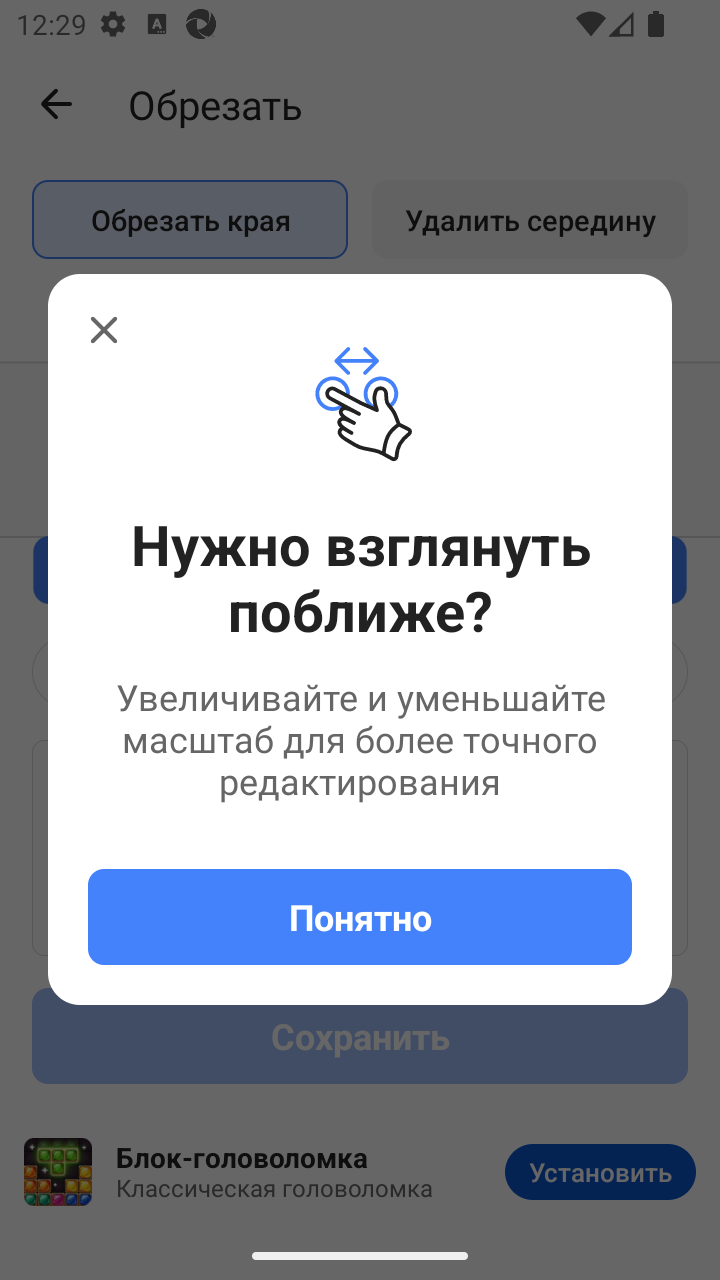 12:29
Обрезать
Обрезать края
Удалить середину
Нужно взглянуть
поближе?
Увеличивайте и уменьшайте
масштаб для более точного
редактирования
Понятно
Сохранить
Блок-головоломка
Классическая головоломка
Установить